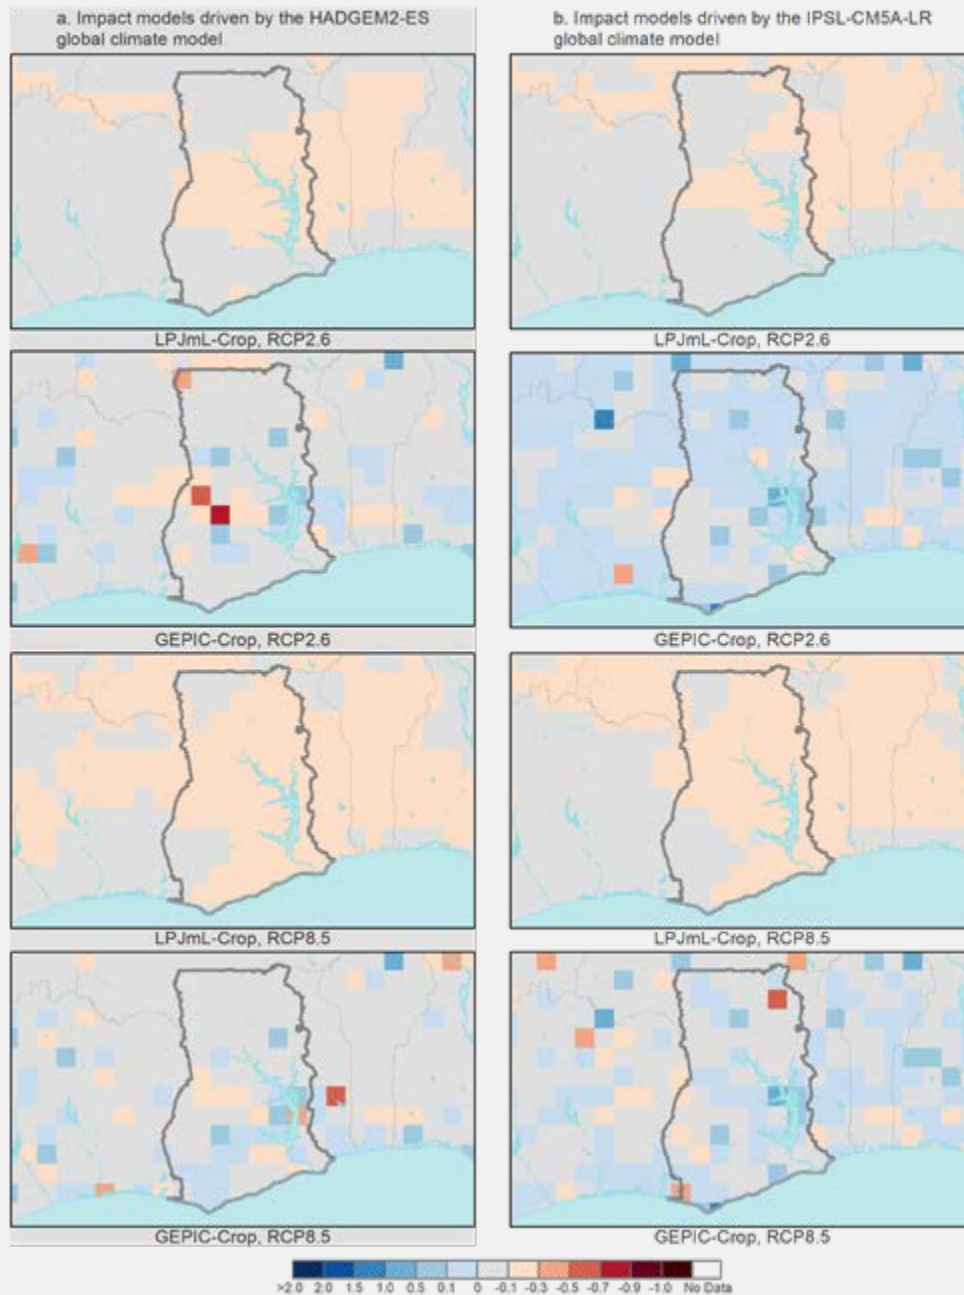 a. Impact models driven by the HADGEM2-ES
global climate model
b. Impact models driven by the IPSL-CM5A-LR
global climate model
LPJmL-Crop, RCP2.6
LPJmL-Crop, RCP2.6
GEPIC-Crop, RCP2.6
GEPIC-Crop, RCP2.6
LPJmL-Crop, RCP8.5
LPJmL-Crop, RCP8.5
GEPIC-Crop, RCP8.5
GEPIC-Crop, RCP8.5
>2.0 2.0 1.5 1.0 0.5 0.1 0 -0.1 -0.3 -0.5 -0.7 -0.9 -1.0 No Data